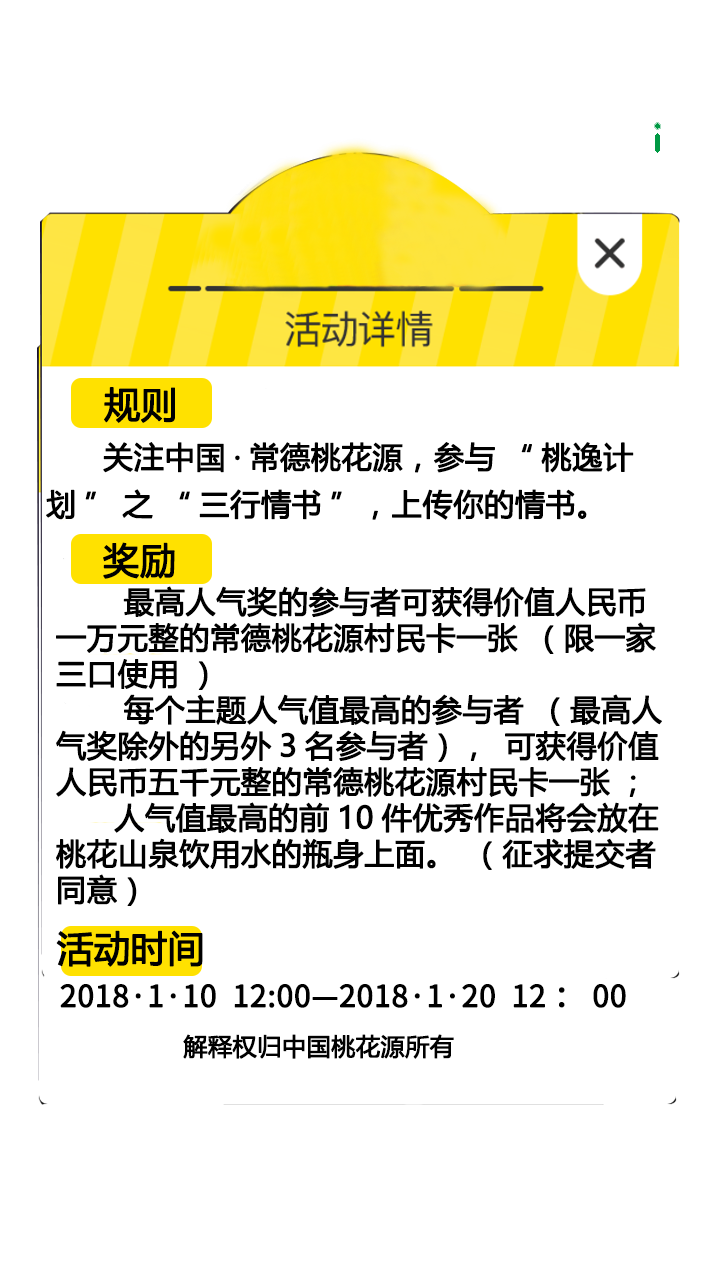 活动详情
规则
关注中国·常德桃花源，参与 “桃逸计
划” 之 “三行情书”，上传你的情书。
奖励
最高人气奖的参与者可获得价值人民币
一万元整的常德桃花源村民卡一张 （限一家
三口使用 ）
每个主题人气值最高的参与者 （最高人
气奖除外的另外 3 名参与者）， 可获得价值
人民币五千元整的常德桃花源村民卡一张 ；
人气值最高的前 10 件优秀作品将会放在
桃花山泉饮用水的瓶身上面。 （征求提交者
同意）
活动时间
2018·1·10 12:00—2018·1·20 12： 00
解释权归中国桃花源所有